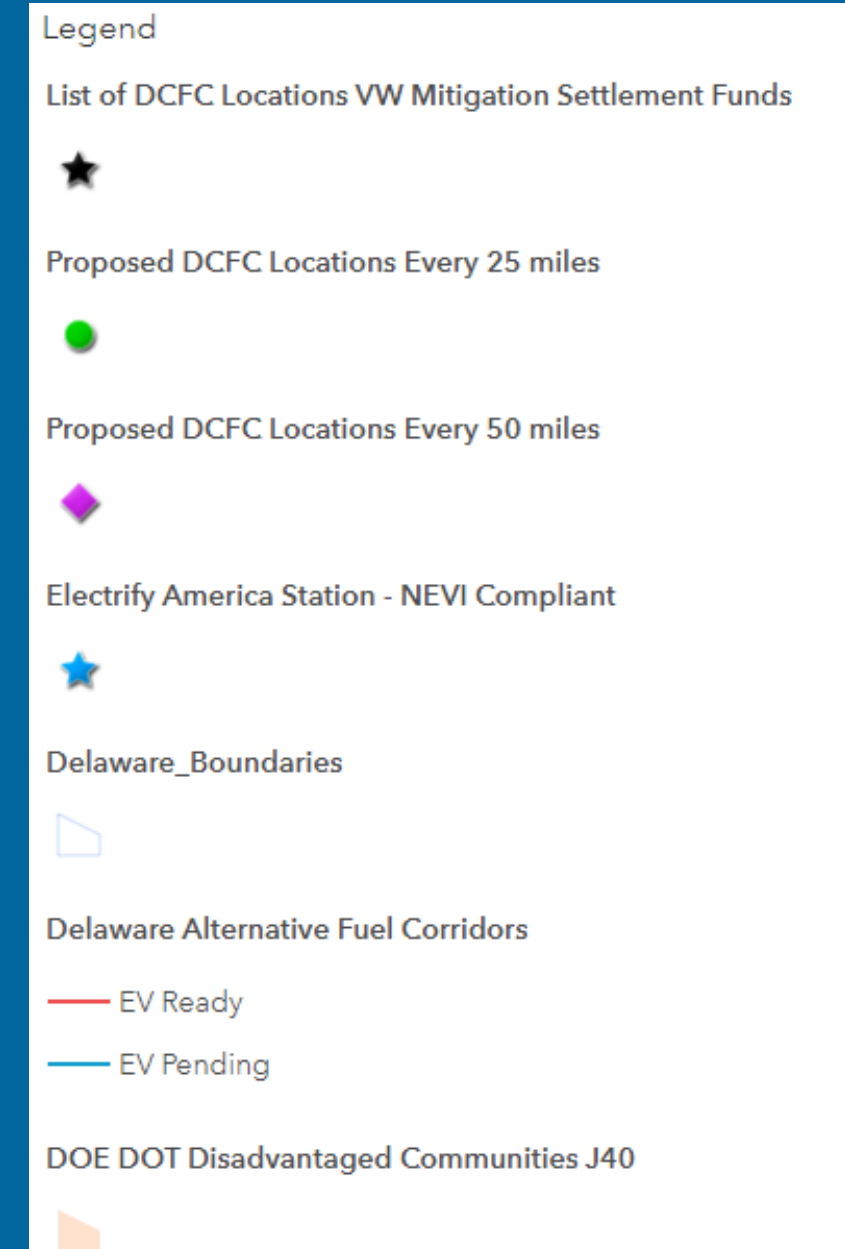 Legend
List of DCFC Locations VW Mitigation Settlement Funds
Proposed DCFC Locations Every 25 miles
Proposed DCFC Locations Every 50 miles
Electrify America Station - NEVI Compliant
Delaware_Boundaries
Delaware Alternative Fuel Corridors
EV Ready
EV Pending
DOE DOT Disadvantaged Communities J40